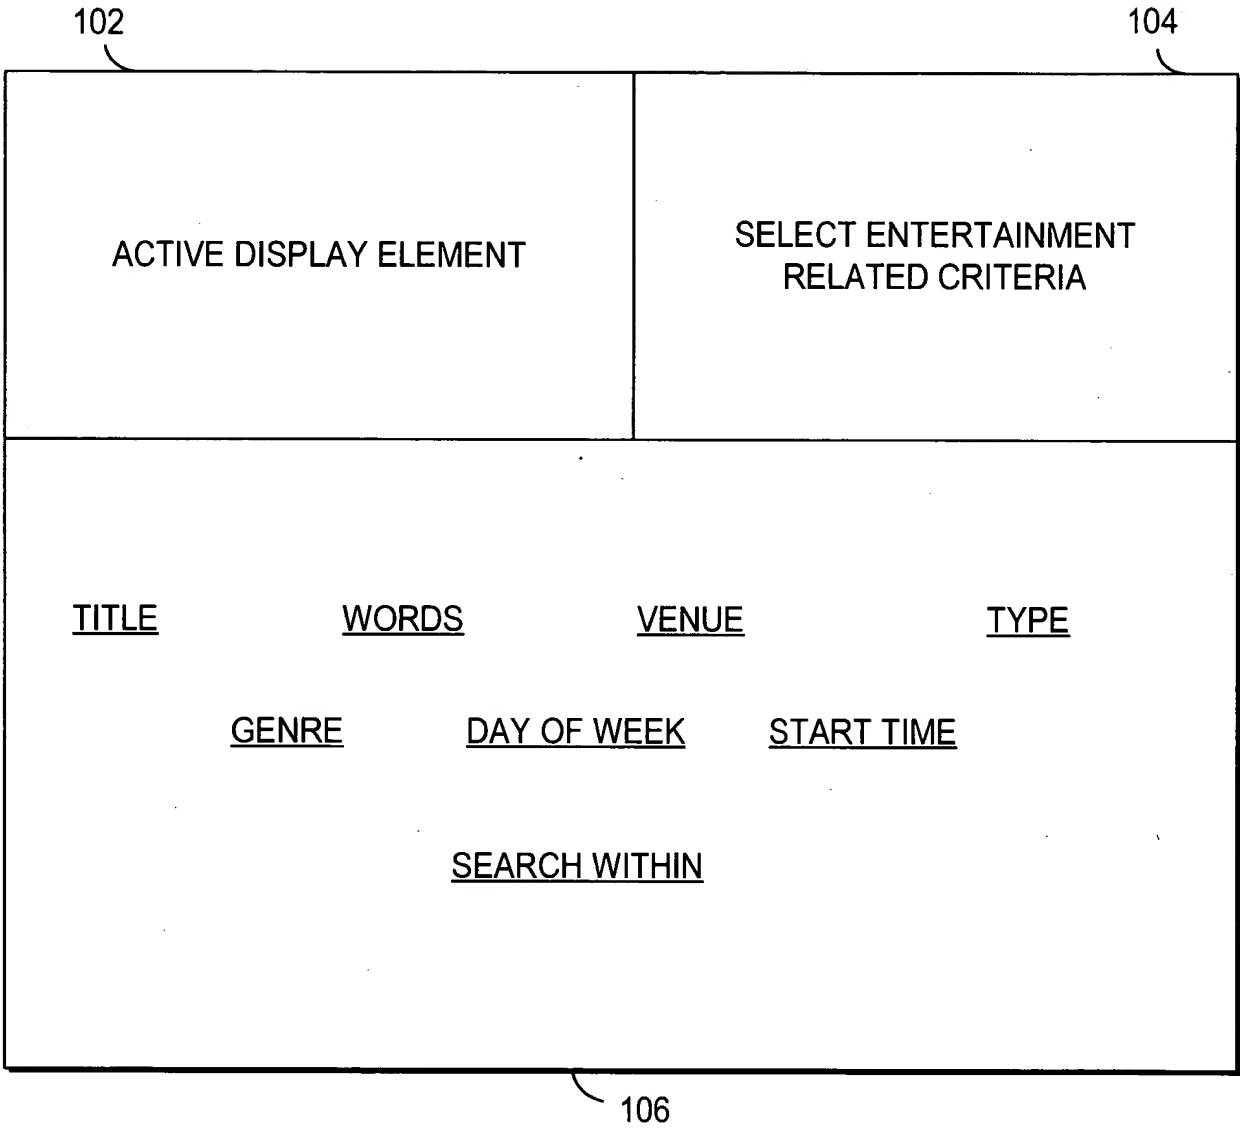 102
104
ACTIVE DISPLAY ELEMENT
SELECT ENTERTAINMENT
RELATED CRITERIA
TITLE WORDS VENUE TYPE
GENRE DAY OF WEEK START TIME
SEARCH WITHIN
106